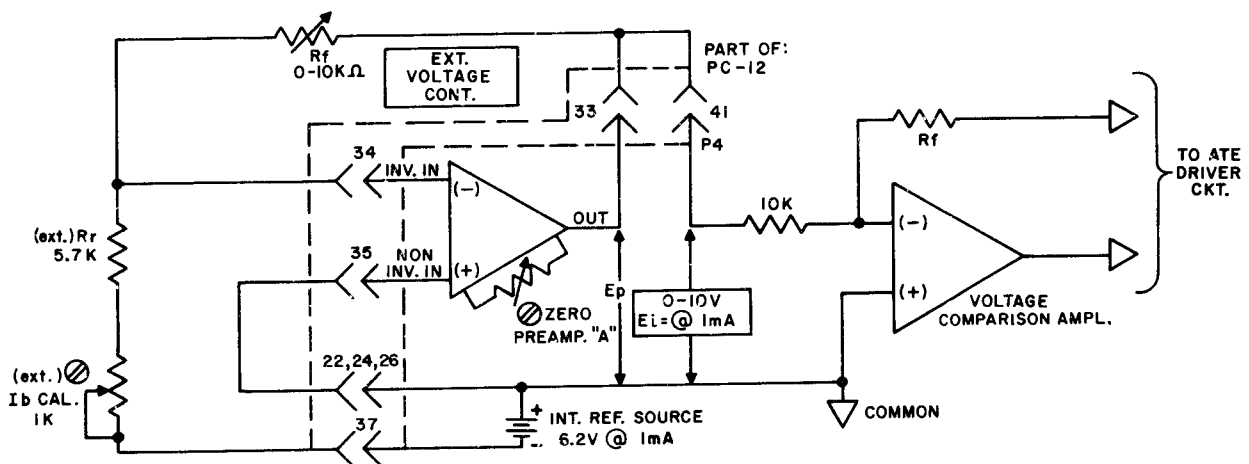 Rf
0-10KΩ
EXT.
VOLTAGE
CONT.
PART OF:
PC-12
33
41
P4
34
INV. IN
(-)
OUT
35
NON
INV. IN
(+)
(ext.) Rr
5.7K
ZERO
PREAMP. "A"
Ep
0-10V
Ei= @ 1mA
10K
Rf
(-)
(+)
VOLTAGE
COMPARISON AMPL.
TO ATE
DRIVER
CKT.
22,24,26
(ext.)
Ib CAL.
1K
37
+
-
INT. REF. SOURCE
6.2V @ 1mA
COMMON